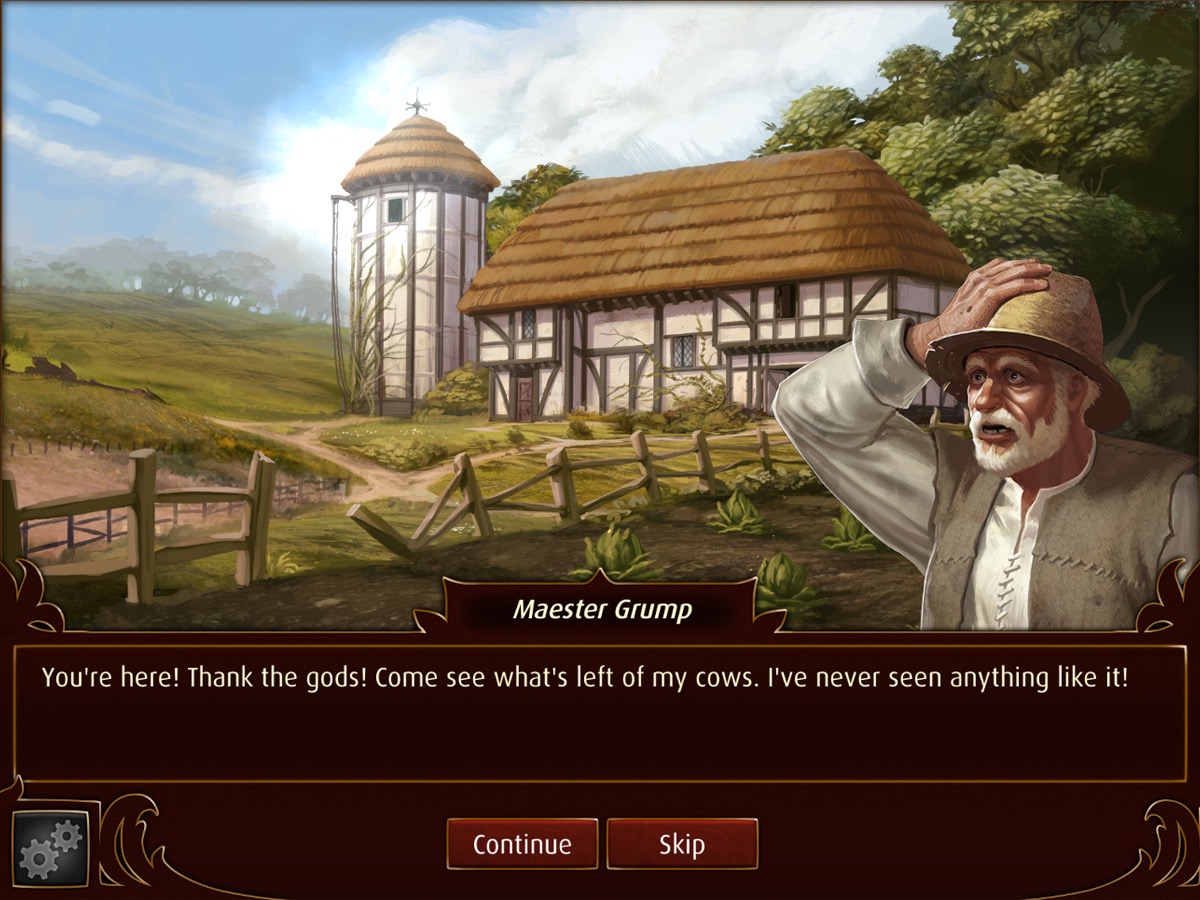 Maester Grump
You're here! Thank the gods! Come see what's left of my cows. I've never seen anything like it!
Continue
Skip